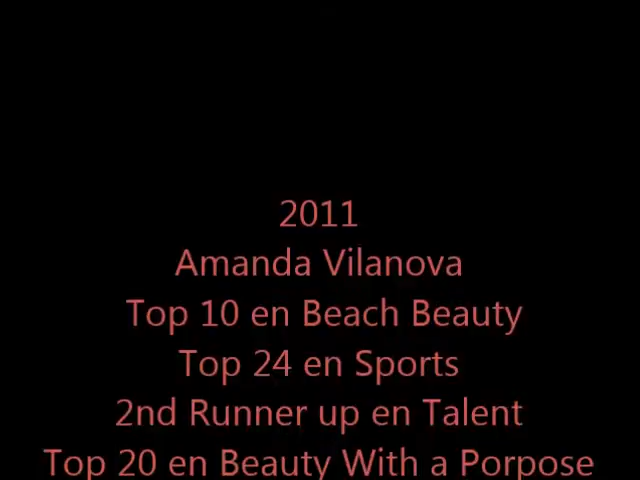 2011
Amanda Vilanova
Top 10 en Beach Beauty
Top 24 en Sports
2nd Runner up en Talent
Top 20 en Beauty With a Porpose